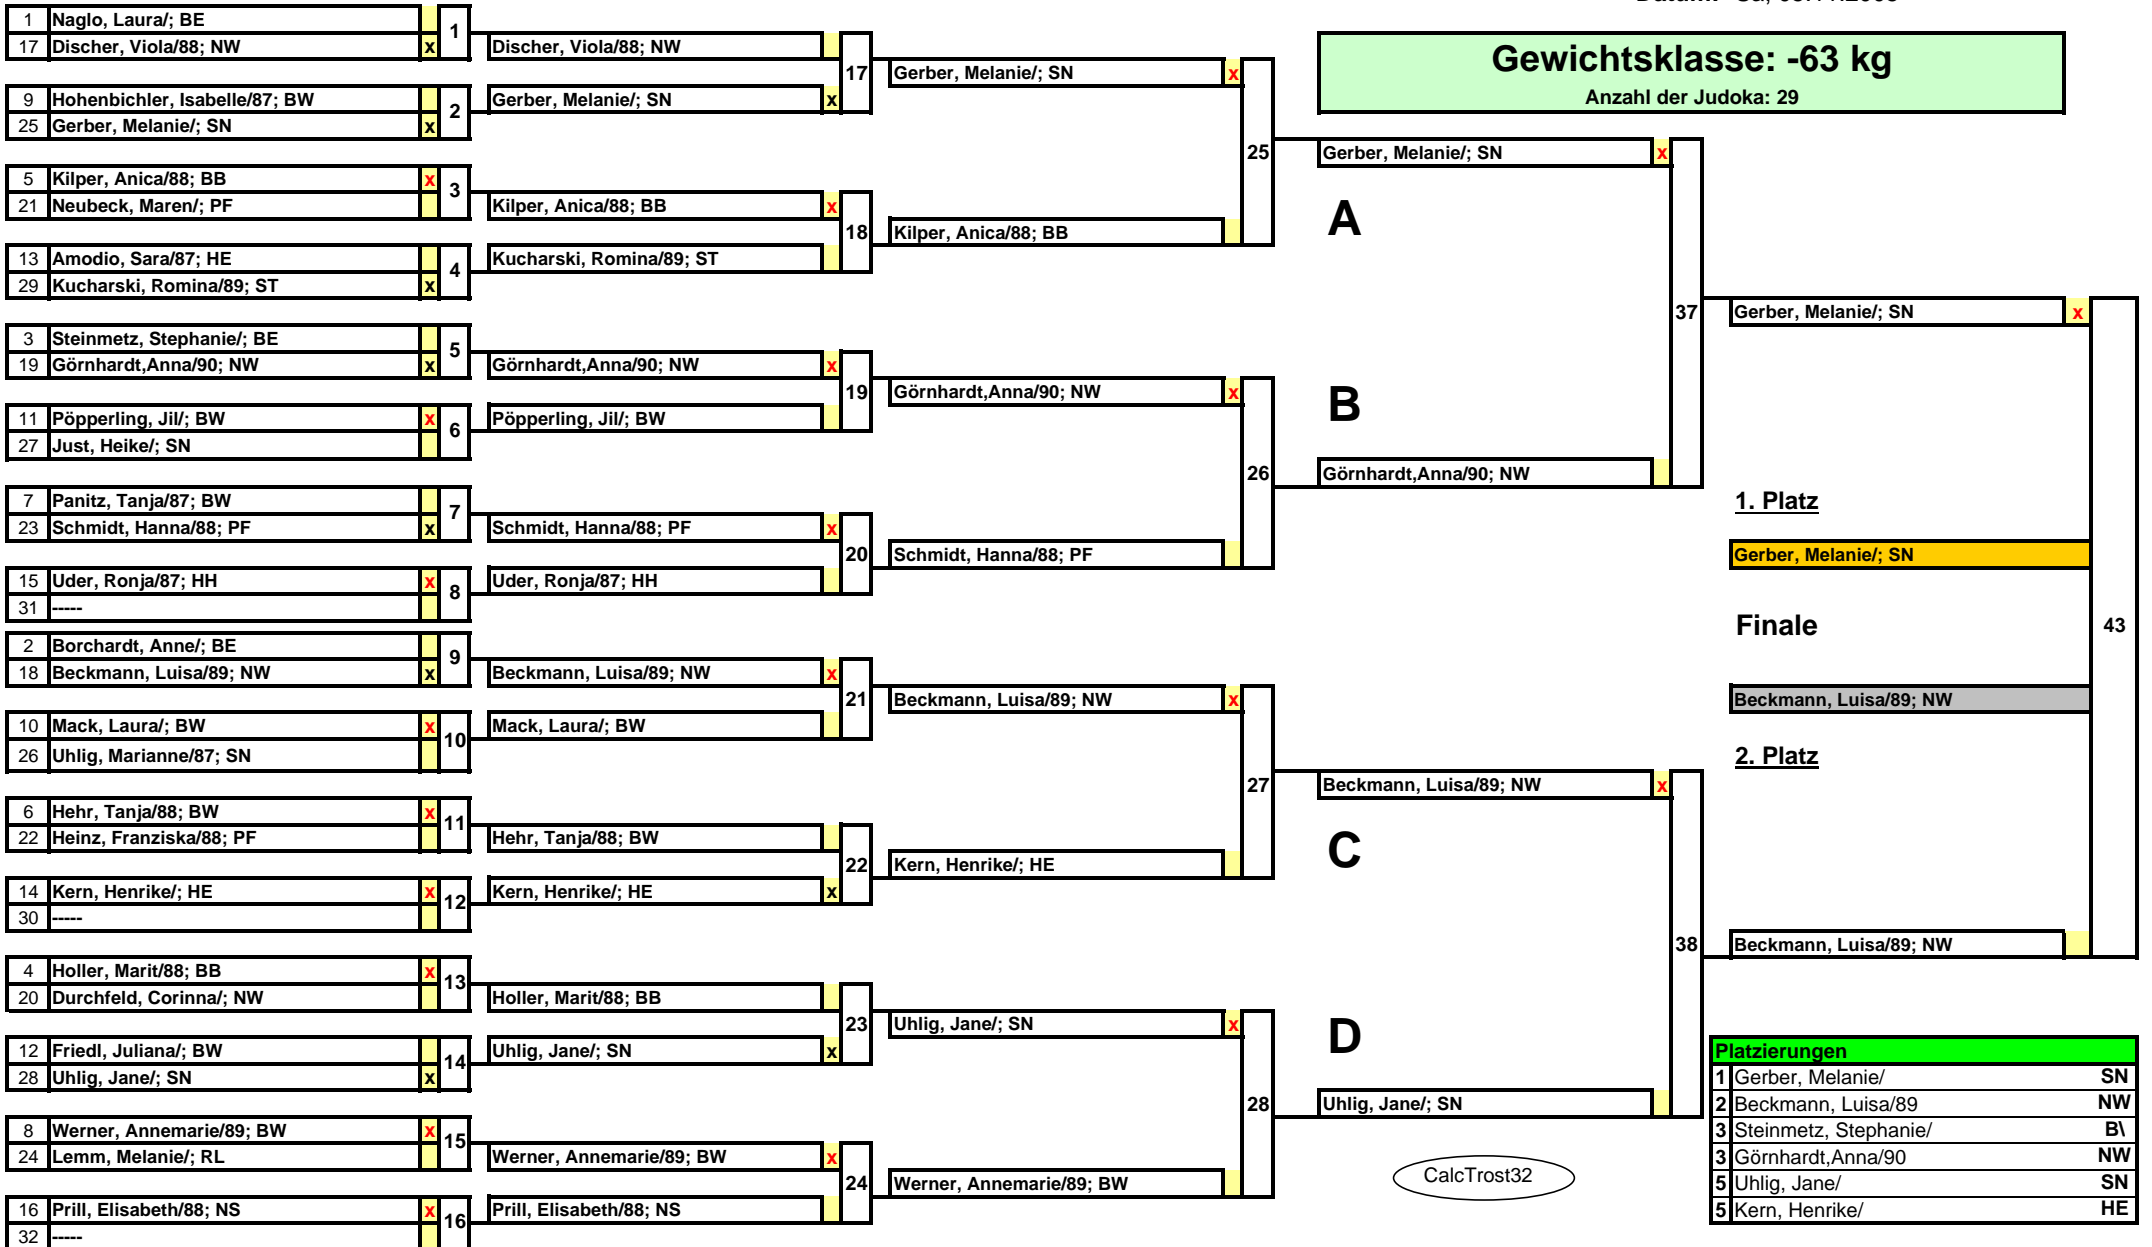 1 Naglo, Laura/; BE
17 Discher, Viola/88; NW x
1
9 Hohenbichler, Isabelle/87; BW
25 Gerber, Melanie/; SN x
2
5 Kilper, Anica/88; BB x
21 Neubeck, Maren/; PF
3
13 Amodio, Sara/87; HE
29 Kucharski, Romina/89; ST x
4
3 Steinmetz, Stephanie/; BE
19 Görnhardt,Anna/90; NW x
5
11 Pöpperling, Jil/; BW x
27 Just, Heike/; SN
6
7 Panitz, Tanja/87; BW
23 Schmidt, Hanna/88; PF x
7
15 Uder, Ronja/87; HH x
31 -----
8
2 Borchardt, Anne/; BE
18 Beckmann, Luisa/89; NW x
9
10 Mack, Laura/; BW x
26 Uhlig, Marianne/87; SN
10
6 Hehr, Tanja/88; BW x
22 Heinz, Franziska/88; PF
11
14 Kern, Henrike/; HE x
30 -----
12
4 Holler, Marit/88; BB x
20 Durchfeld, Corinna/; NW
13
12 Friedl, Juliana/; BW
28 Uhlig, Jane/; SN x
14
8 Werner, Annemarie/89; BW x
24 Lemm, Melanie/; RL
15
16 Prill, Elisabeth/88; NS x
32 -----
16
Discher, Viola/88; NW
Gerber, Melanie/; SN x
17
Kilper, Anica/88; BB x
Kucharski, Romina/89; ST
18
Görnhardt,Anna/90; NW x
Pöpperling, Jil/; BW
19
Schmidt, Hanna/88; PF x
Uder, Ronja/87; HH
20
Beckmann, Luisa/89; NW x
Mack, Laura/; BW
21
Hehr, Tanja/88; BW
Kern, Henrike/; HE x
22
Holler, Marit/88; BB
Uhlig, Jane/; SN x
23
Werner, Annemarie/89; BW x
Prill, Elisabeth/88; NS
24
Gerber, Melanie/; SN x
Kilper, Anica/88; BB
25
Görnhardt,Anna/90; NW x
Schmidt, Hanna/88; PF
26
Beckmann, Luisa/89; NW x
Kern, Henrike/; HE
27
Uhlig, Jane/; SN x
Werner, Annemarie/89; BW
28
Gewichtsklasse: -63 kg
Anzahl der Judoka: 29
Gerber, Melanie/; SN x
A
B
Görnhardt,Anna/90; NW
37
Beckmann, Luisa/89; NW x
C
D
Uhlig, Jane/; SN
38
CalcTrost32
Gerber, Melanie/; SN x
1. Platz
Gerber, Melanie/; SN
Finale
43
Beckmann, Luisa/89; NW
2. Platz
Beckmann, Luisa/89; NW
Platzierungen
1 Gerber, Melanie/ SN
2 Beckmann, Luisa/89 NW
3 Steinmetz, Stephanie/ B\
3 Görnhardt,Anna/90 NW
5 Uhlig, Jane/ SN
5 Kern, Henrike/ HE